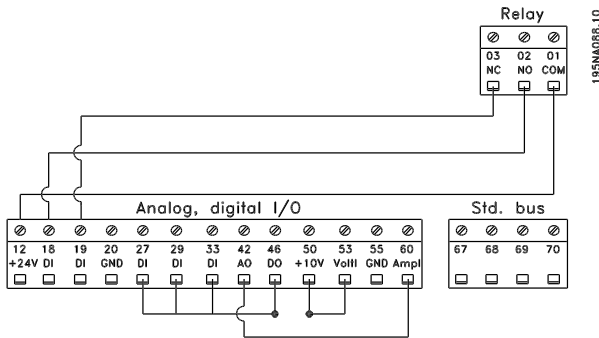 Relay
03 02 01
NC NO COM
195NA088.10
Analog, digital I/O
12 18 19 20 27 29 33 42 46 50 53 55 60
+24V DI DI GND DI DI DI AO DO +10V VoltI GND AmpI
Std. bus
67 68 69 70